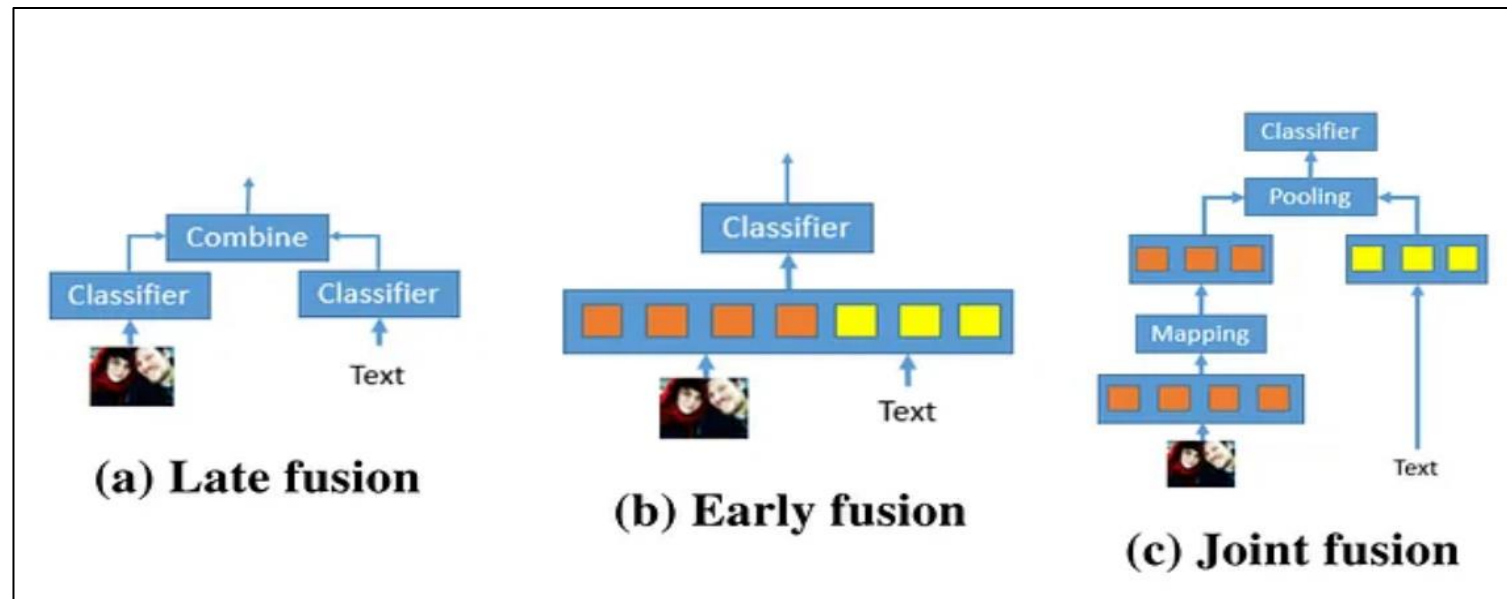 Combine
Classifier
Classifier
Text
(a) Late fusion
Classifier
Text
(b) Early fusion
Classifier
Pooling
Mapping
Text
(c) Joint fusion